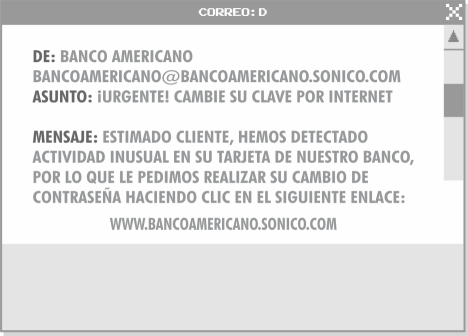 CORREO: D
DE: BANCO AMERICANO
BANCOAMERICANO@BANCOAMERICANO.SONICO.COM
ASUNTO: ¡URGENTE! CAMBIE SU CLAVE POR INTERNET
MENSAJE: ESTIMADO CLIENTE, HEMOS DETECTADO
ACTIVIDAD INUSUAL EN SU TARJETA DE NUESTRO BANCO,
POR LO QUE LE PEDIMOS REALIZAR SU CAMBIO DE
CONTRASEÑA HACIENDO CLIC EN EL SIGUIENTE ENLACE:
WWW.BANCOAMERICANO.SONICO.COM